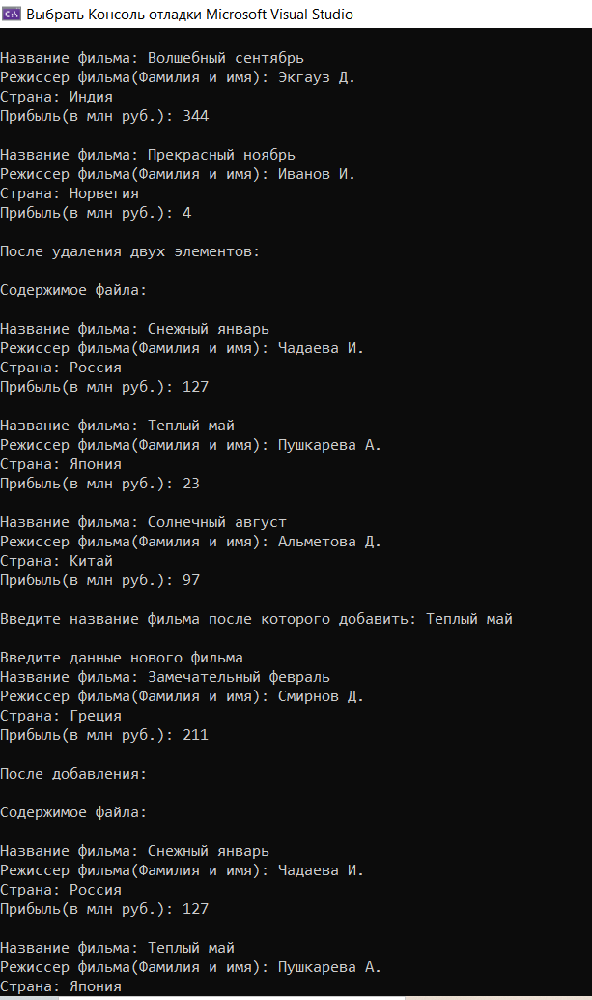 Выбрать Консоль отладки Microsoft Visual Studio
Название фильма: Волшебный сентябрь
Режиссер фильма(Фамилия и имя): Экгауз Д.
Страна: Индия
Прибыль(в млн руб.): 344
Название фильма: Прекрасный ноябрь
Режиссер фильма(Фамилия и имя): Иванов И.
Страна: Норвегия
Прибыль(в млн руб.): 4
После удаления двух элементов:
Содержимое файла:
Название фильма: Снежный январь
Режиссер фильма(Фамилия и имя): Чадаева И.
Страна: Россия
Прибыль(в млн руб.): 127
Название фильма: Теплый май
Режиссер фильма(Фамилия и имя): Пушкарева А.
Страна: Япония
Прибыль(в млн руб.): 23
Название фильма: Солнечный август
Режиссер фильма(Фамилия и имя): Альметова Д.
Страна: Китай
Прибыль(в млн руб.): 97
Введите название фильма после которого добавить: Теплый май
Введите данные нового фильма
Название фильма: Замечательный февраль
Режиссер фильма(Фамилия и имя): Смирнов Д.
Страна: Греция
Прибыль(в млн руб.): 211
После добавления:
Содержимое файла:
Название фильма: Снежный январь
Режиссер фильма(Фамилия и имя): Чадаева И.
Страна: Россия
Прибыль(в млн руб.): 127
Название фильма: Теплый май
Режиссер фильма(Фамилия и имя): Пушкарева А.
Страна: Япония